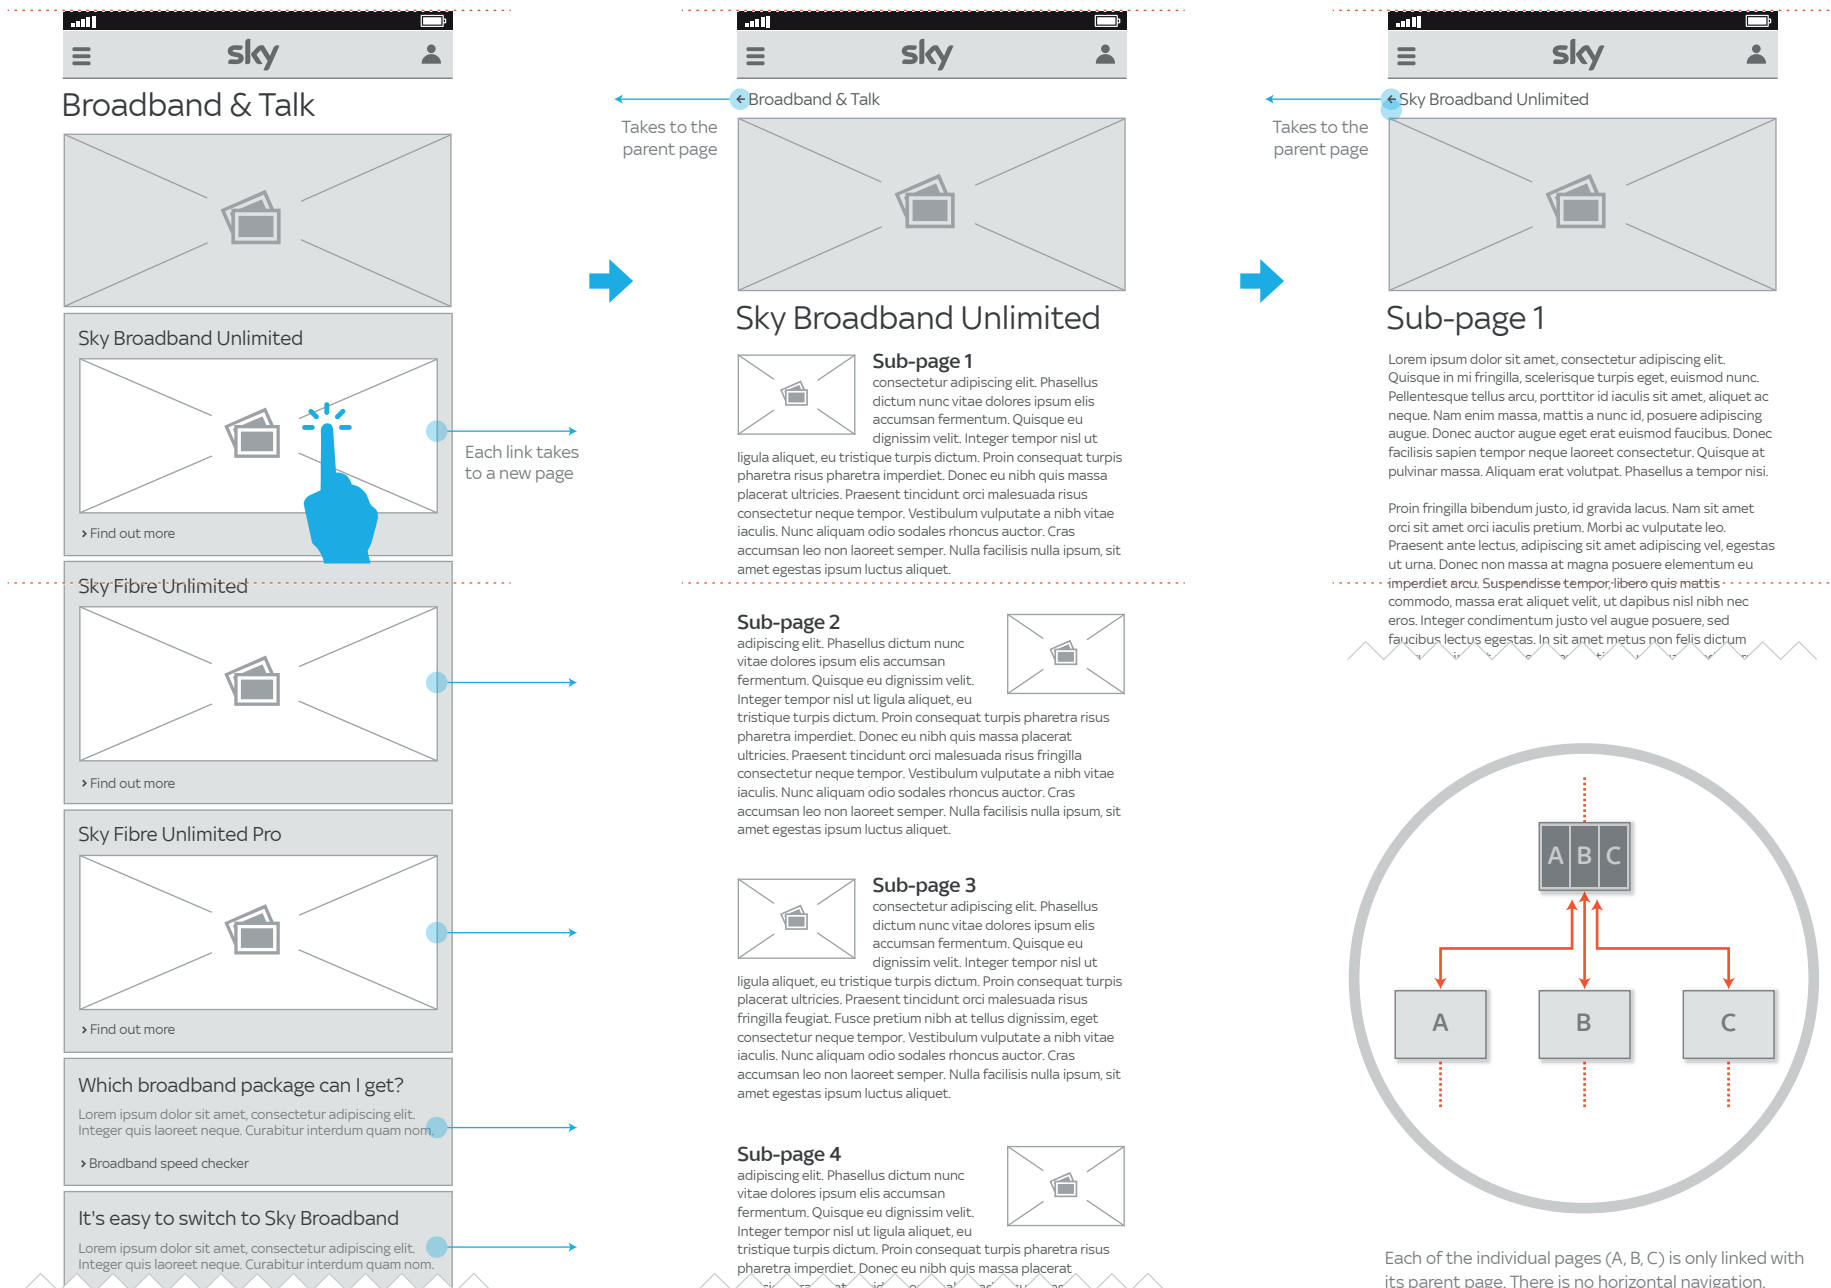 sky
Broadband & Talk
Sky Broadband Unlimited
> Find out more
Each link takes
to a new page
Sky Fibre Unlimited
> Find out more
Sky Fibre Unlimited Pro
> Find out more
Which broadband package can I get?
Lorem ipsum dolor sit amet, consectetur adipiscing elit.
Integer quis laoreet neque. Curabitur interdum quam nom.
> Broadband speed checker
It's easy to switch to Sky Broadband
Lorem ipsum dolor sit amet, consectetur adipiscing elit.
Integer quis laoreet neque. Curabitur interdum quam nom.
sky
Broadband & Talk
Takes to the
parent page
Sky Broadband Unlimited
Sub-page 1
consectetur adipiscing elit. Phasellus
dictum nunc vitae dolores ipsum elis
accumsan fermentum. Quisque eu
dignissim velit. Integer tempor nisl ut
ligula aliquet, eu tristique turpis dictum. Proin consequat turpis
pharetra risus pharetra imperdiet. Donec eu nibh quis massa
placerat ultricies. Praesent tincidunt orci malesuada risus
consectetur neque tempor. Vestibulum vulputate a nibh vitae
iaculis. Nunc aliquam odio sodales rhoncus auctor. Cras
accumsan leo non laoreet semper. Nulla facilisis nulla ipsum, sit
amet egestas ipsum luctus aliquet.
Sub-page 2
adipiscing elit. Phasellus dictum nunc
vitae dolores ipsum elis accumsan
fermentum. Quisque eu dignissim velit.
Integer tempor nisl ut ligula aliquet, eu
tristique turpis dictum. Proin consequat turpis pharetra risus
pharetra imperdiet. Donec eu nibh quis massa placerat
ultricies. Praesent tincidunt orci malesuada risus fringilla
consectetur neque tempor. Vestibulum vulputate a nibh vitae
iaculis. Nunc aliquam odio sodales rhoncus auctor. Cras
accumsan leo non laoreet semper. Nulla facilisis nulla ipsum, sit
amet egestas ipsum luctus aliquet.
Sub-page 3
consectetur adipiscing elit. Phasellus
dictum nunc vitae dolores ipsum elis
accumsan fermentum. Quisque eu
dignissim velit. Integer tempor nisl ut
ligula aliquet, eu tristique turpis dictum. Proin consequat turpis
placerat ultricies. Praesent tincidunt orci malesuada risus
fringilla feugiat. Fusce pretium nibh at tellus dignissim, eget
consectetur neque tempor. Vestibulum vulputate a nibh vitae
iaculis. Nunc aliquam odio sodales rhoncus auctor. Cras
accumsan leo non laoreet semper. Nulla facilisis nulla ipsum, sit
amet egestas ipsum luctus aliquet.
Sub-page 4
adipiscing elit. Phasellus dictum nunc
vitae dolores ipsum elis accumsan
fermentum. Quisque eu dignissim velit.
Integer tempor nisl ut ligula aliquet, eu
tristique turpis dictum. Proin consequat turpis pharetra risus
pharetra imperdiet. Donec eu nibh quis massa placerat
sky
Sky Broadband Unlimited
Takes to the
parent page
Sub-page 1
Lorem ipsum dolor sit amet, consectetur adipiscing elit.
Quisque in mi fringilla, scelerisque turpis eget, euismod nunc.
Pellentesque tellus arcu, porttitor id iaculis sit amet, aliquet ac
neque. Nam enim massa, mattis a nunc id, posuere adipiscing
augue. Donec auctor augue eget erat euismod faucibus. Donec
facilisis sapien tempor neque laoreet consectetur. Quisque at
pulvinar massa. Aliquam erat volutpat. Phasellus a tempor nisi.
Proin fringilla bibendum justo, id gravida lacus. Nam sit amet
orci sit amet orci iaculis pretium. Morbi ac vulputate leo.
Praesent ante lectus, adipiscing sit amet adipiscing vel, egestas
ut urna. Donec non massa at magna posuere elementum eu
imperdiet arcu. Suspendisse tempor, libero quis mattis
commodo, massa erat aliquet velit, ut dapibus nisl nibh nec
eros. Integer condimentum justo vel augue posuere, sed
faucibus lectus egestas. In sit amet metus non felis dictum
A B C
A B C
Each of the individual pages (A, B, C) is only linked with
its parent page. There is no horizontal navigation.